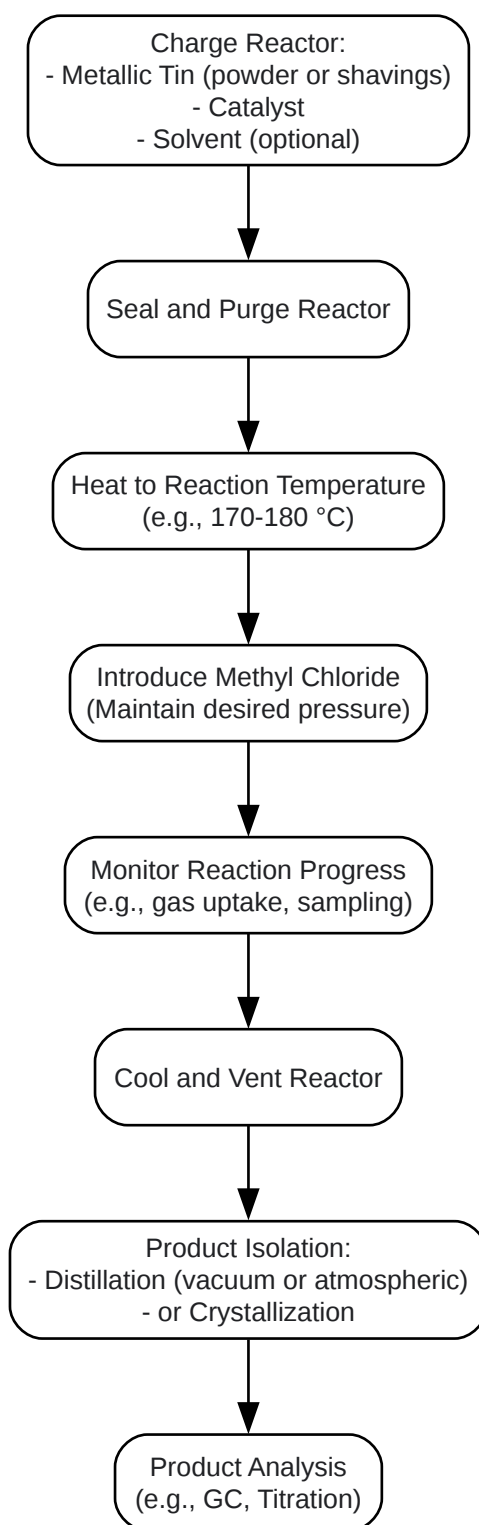 Charge Reactor:
- Metallic Tin (powder or shavings)
- Catalyst
- Solvent (optional)
Seal and Purge Reactor
Heat to Reaction Temperature
(e.g., 170-180 °C)
Introduce Methyl Chloride
(Maintain desired pressure)
Monitor Reaction Progress
(e.g., gas uptake, sampling)
Cool and Vent Reactor
Product Isolation:
- Distillation (vacuum or atmospheric)
- or Crystallization
Product Analysis
(e.g., GC, Titration)